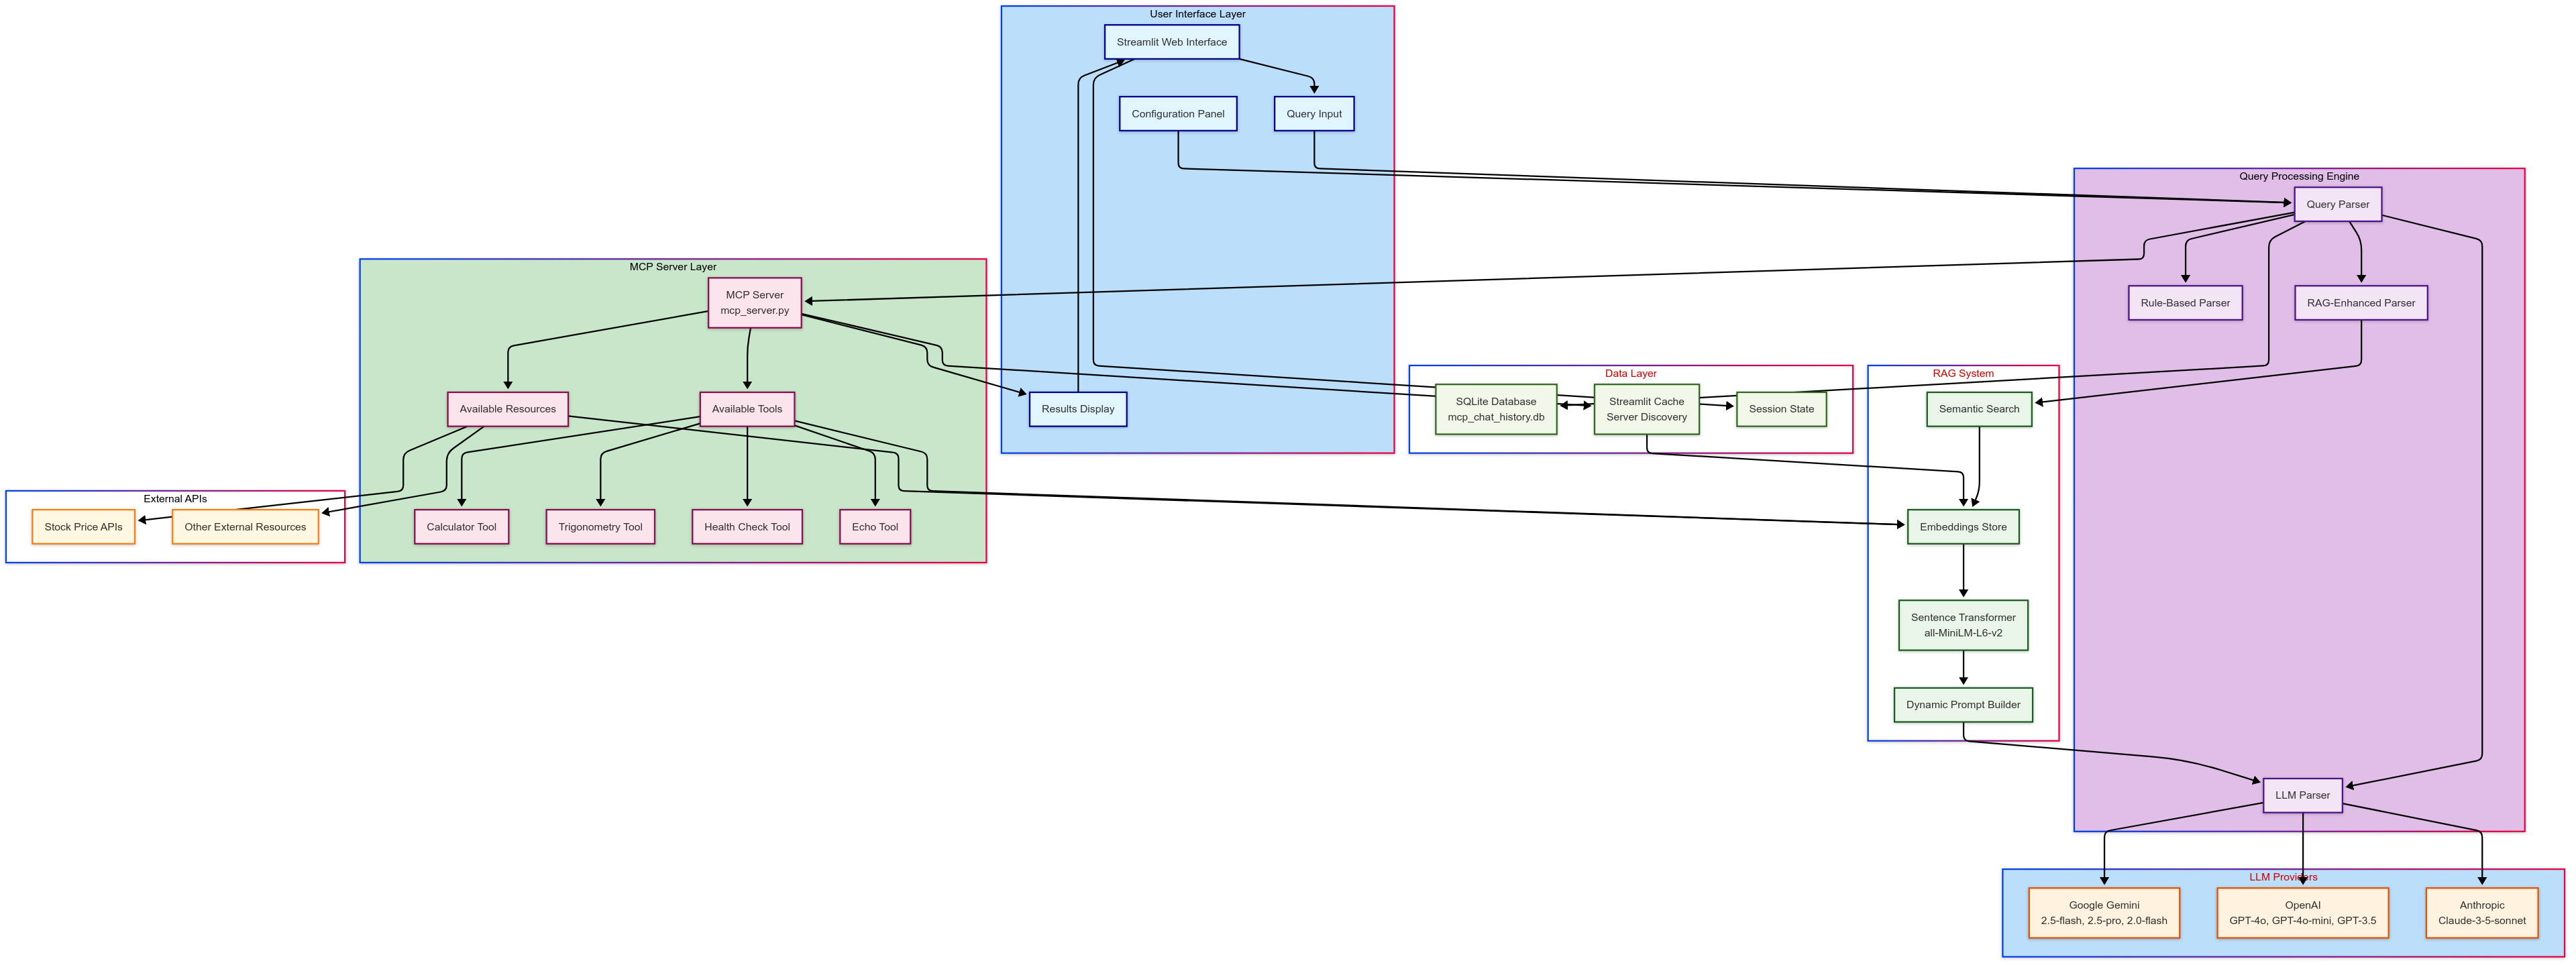 User Interface Layer
Streamlit Web Interface
Configuration Panel
Query Input
Results Display
Query Processing Engine
Query Parser
Rule-Based Parser
RAG-Enhanced Parser
LLM Parser
MCP Server Layer
MCP Server
mcp_server.py
Available Resources
Available Tools
Calculator Tool
Trigonometry Tool
Health Check Tool
Echo Tool
External APIs
Stock Price APIs
Other External Resources
Data Layer
SQLite Database
mcp_chat_history.db
Streamlit Cache
Server Discovery
Session State
RAG System
Semantic Search
Embeddings Store
Sentence Transformer
all-MiniLM-L6-v2
Dynamic Prompt Builder
LLM Providers
Google Gemini
2.5-flash, 2.5-pro, 2.0-flash
OpenAI
GPT-4o, GPT-4o-mini, GPT-3.5
Anthropic
Claude-3-5-sonnet